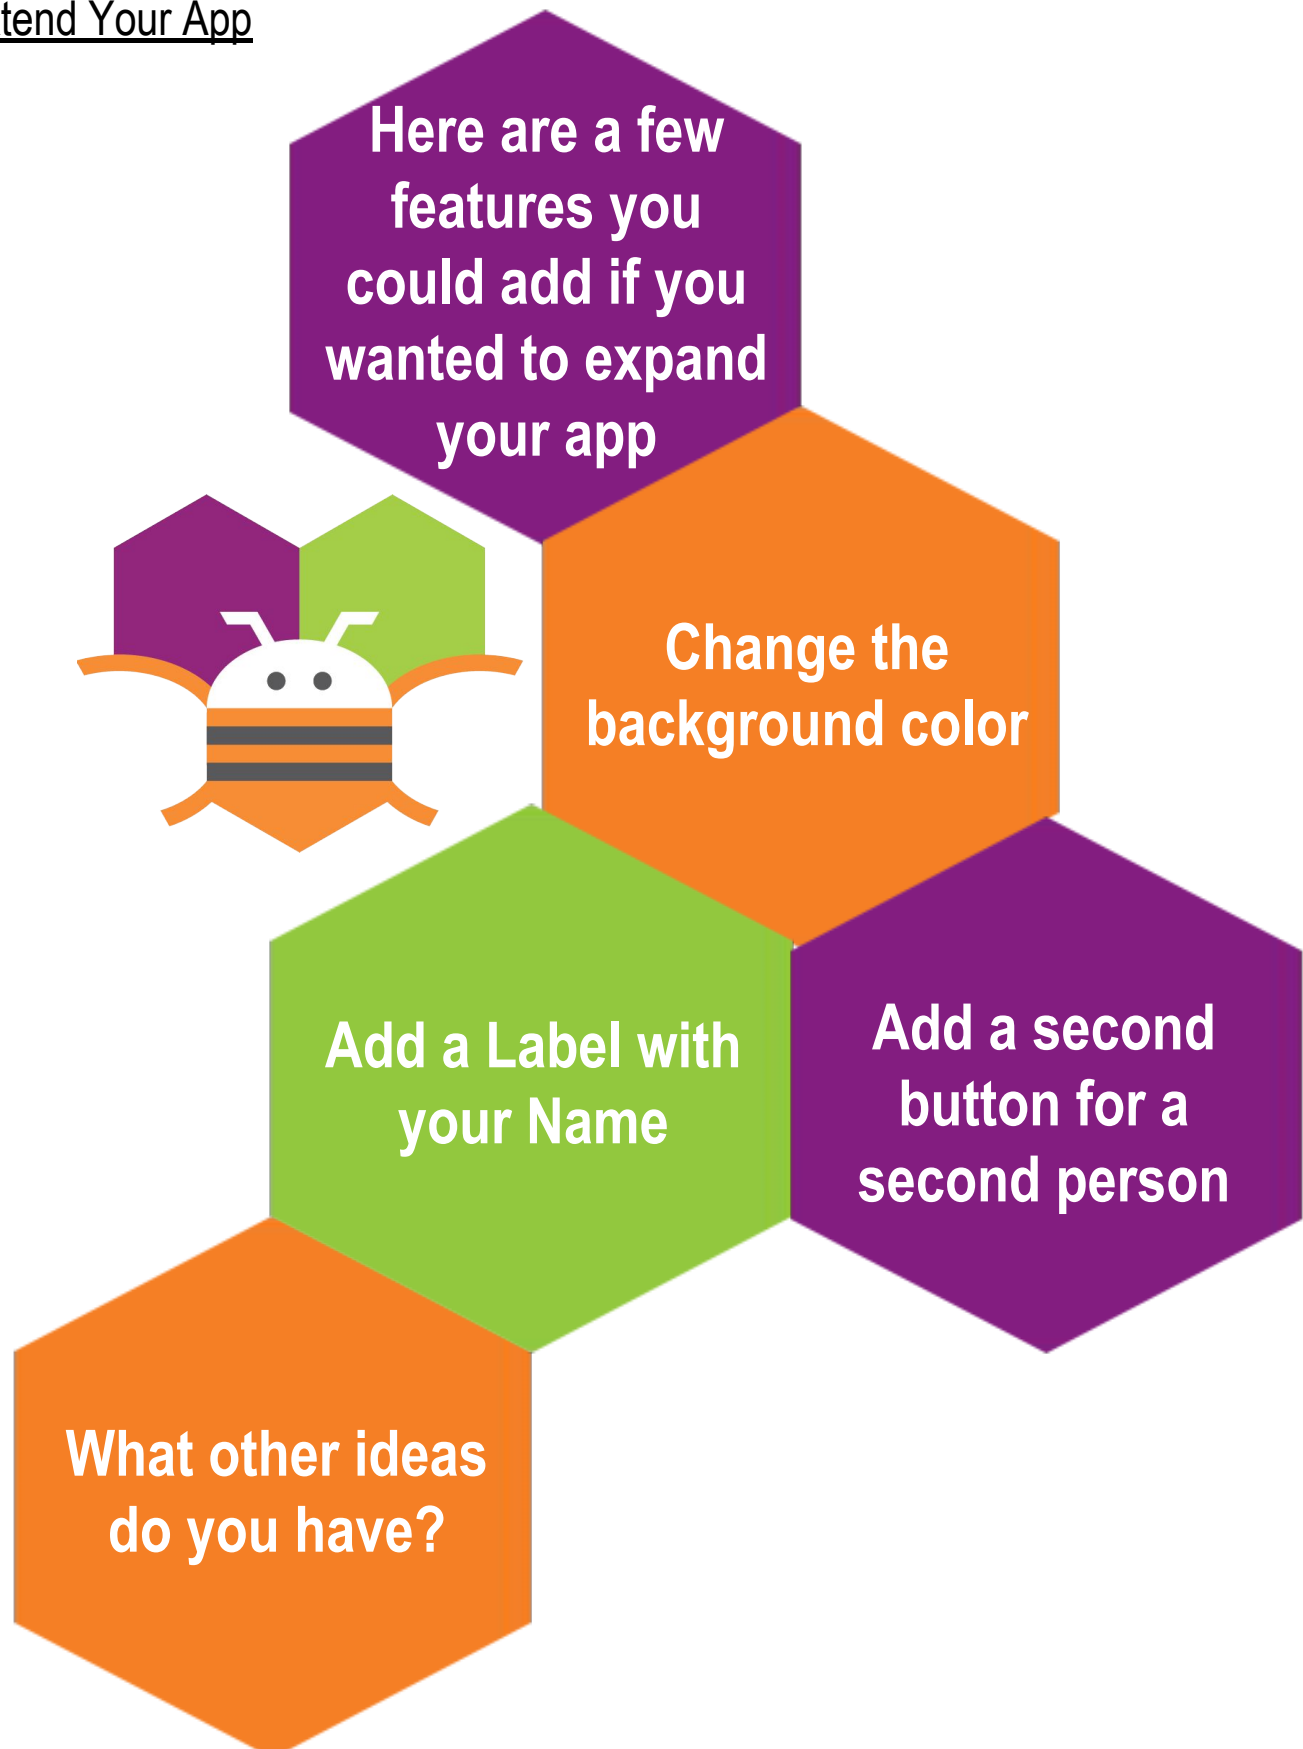 tend Your App
Here are a few
features you
could add if you
wanted to expand
your app
Change the
background color
Add a Label with
your Name
Add a second
button for a
second person
What other ideas
do you have?